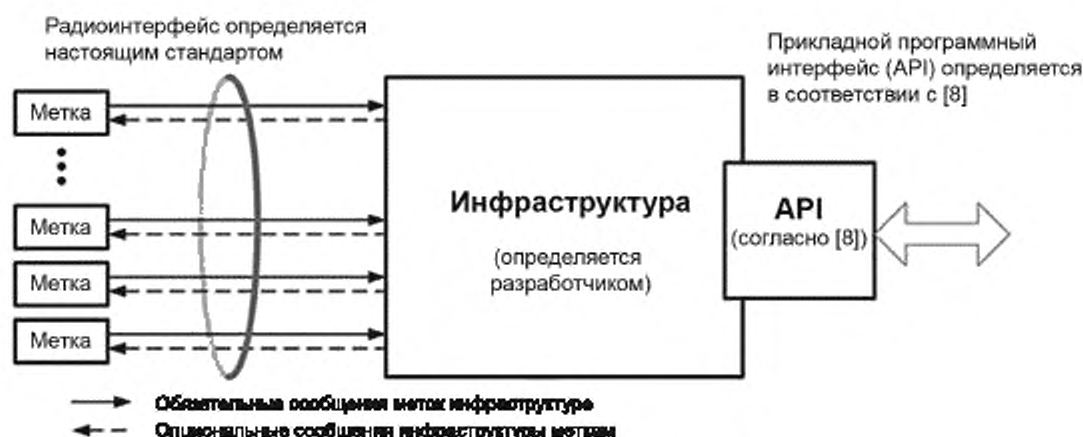 Радиоинтерфейс определяется
настоящим стандартом
Прикладной программный
интерфейс (API) определяется
в соответствии с [8]
Метка
Метка
Метка
Метка
Инфраструктура
(определяется
разработчиком)
API
(согласно [8])
Обязательные сообщения меток инфраструктуре
Опциональные сообщения инфраструктуры меткам